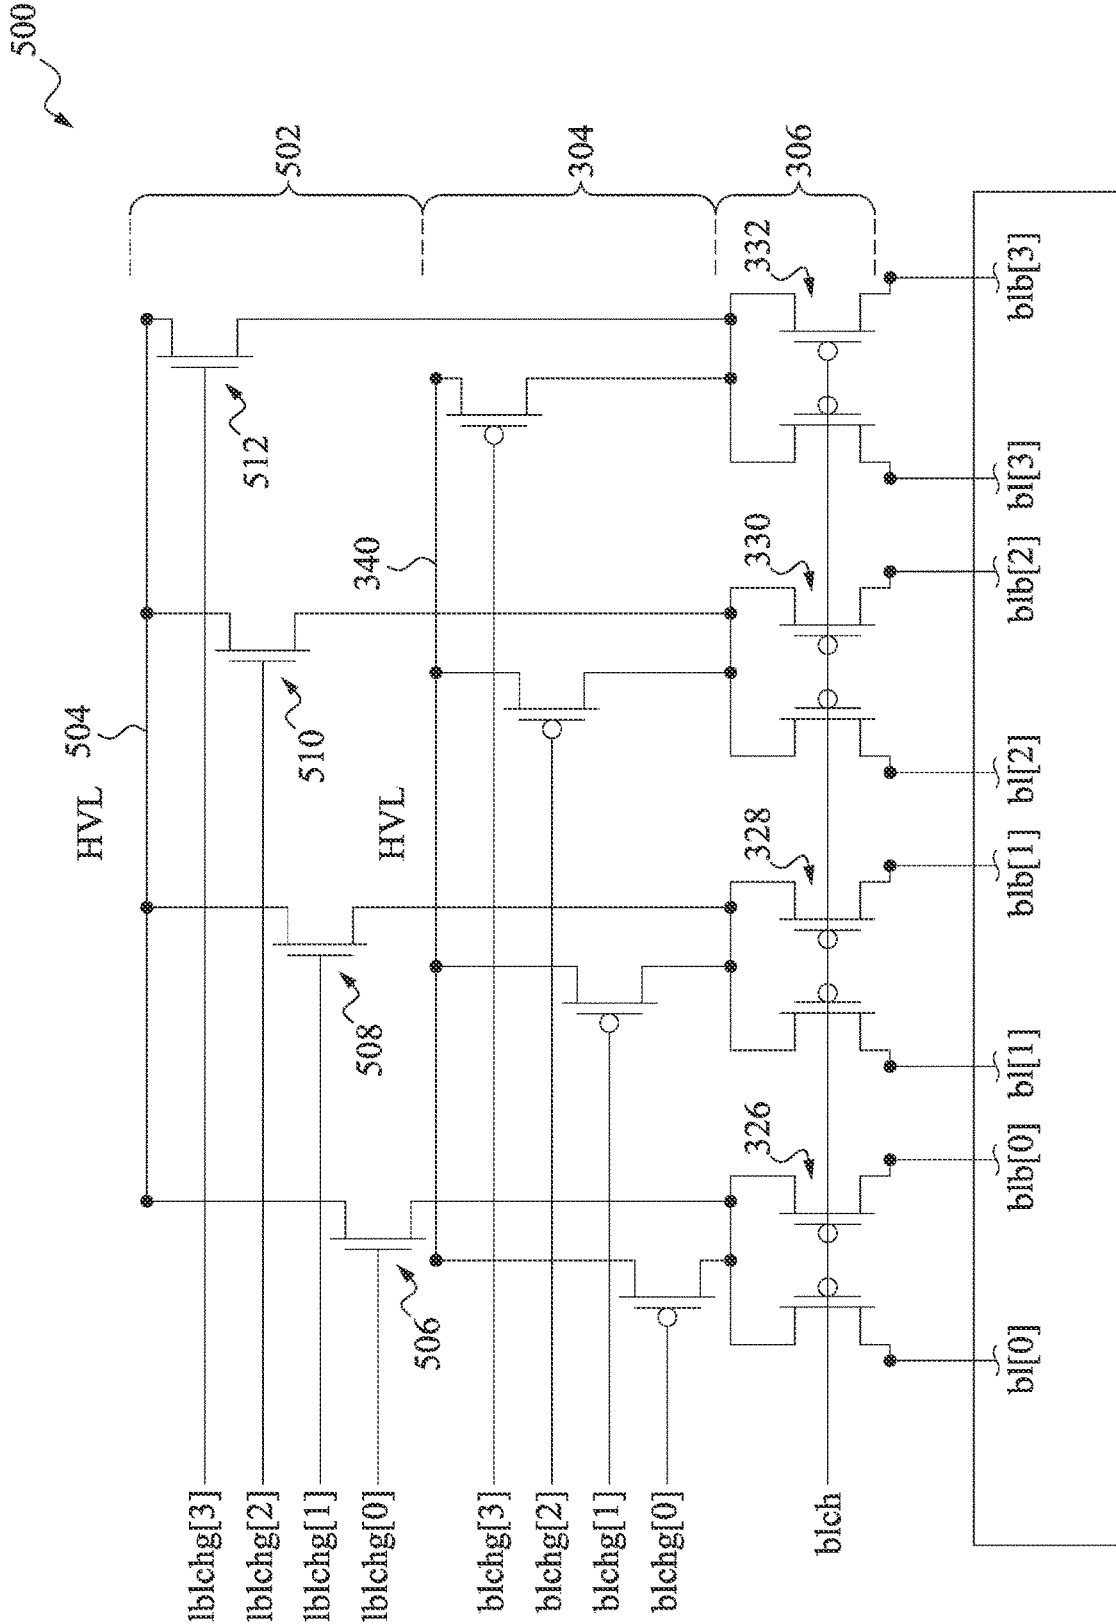 500
502
304
306
HVL
504
lblchg[3]
512
lblchg[2]
510
lblchg[1]
508
lblchg[0]
506
HVL
340
blchg[3]
blchg[2]
blchg[1]
blchg[0]
326
328
330
332
blch
bl[0]
blb[0]
bl[1]
blb[1]
bl[2]
blb[2]
bl[3]
blb[3]